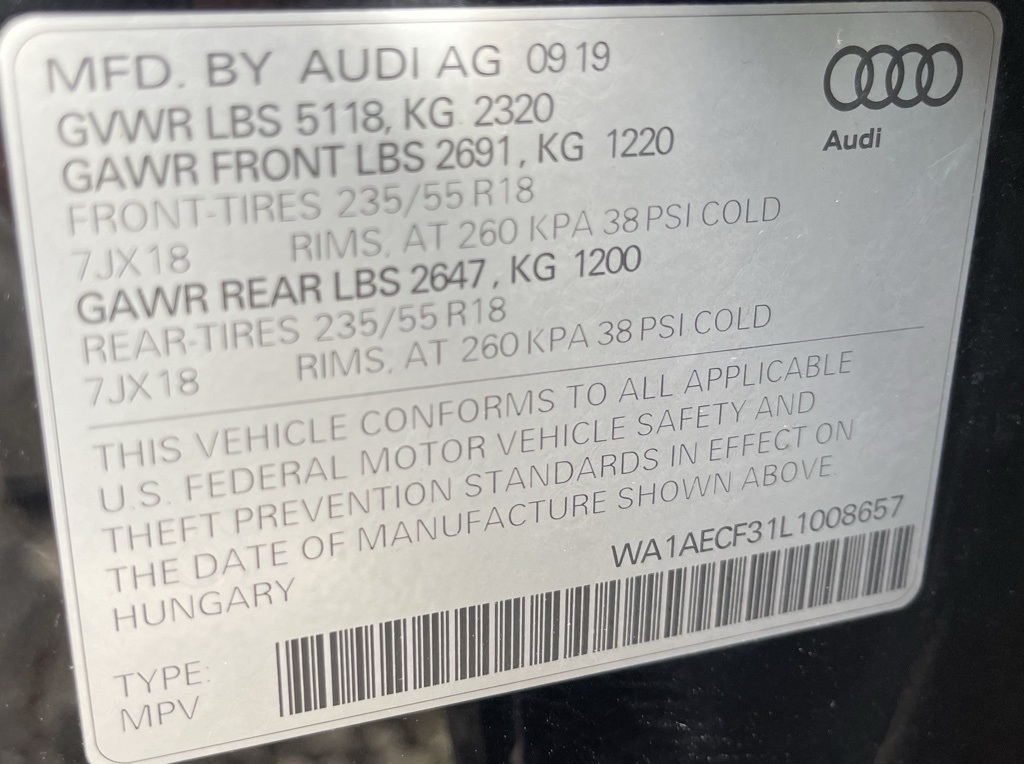 MFD. BY AUDI AG 09 19
GVWR LBS 5118, KG 2320
GAWR FRONT LBS 2691, KG 1220
FRONT-TIRES 235/55 R18
7JX18 RIMS, AT 260 KPA 38 PSI COLD
GAWR REAR LBS 2647, KG 1200
REAR-TIRES 235/55 R18
7JX18 RIMS, AT 260 KPA 38 PSI COLD
Audi
THIS VEHICLE CONFORMS TO ALL APPLICABLE
U.S. FEDERAL MOTOR VEHICLE SAFETY AND
THEFT PREVENTION STANDARDS IN EFFECT ON
THE DATE OF MANUFACTURE SHOWN ABOVE.
HUNGARY
WA1AECF31L1008657
TYPE:
MPV